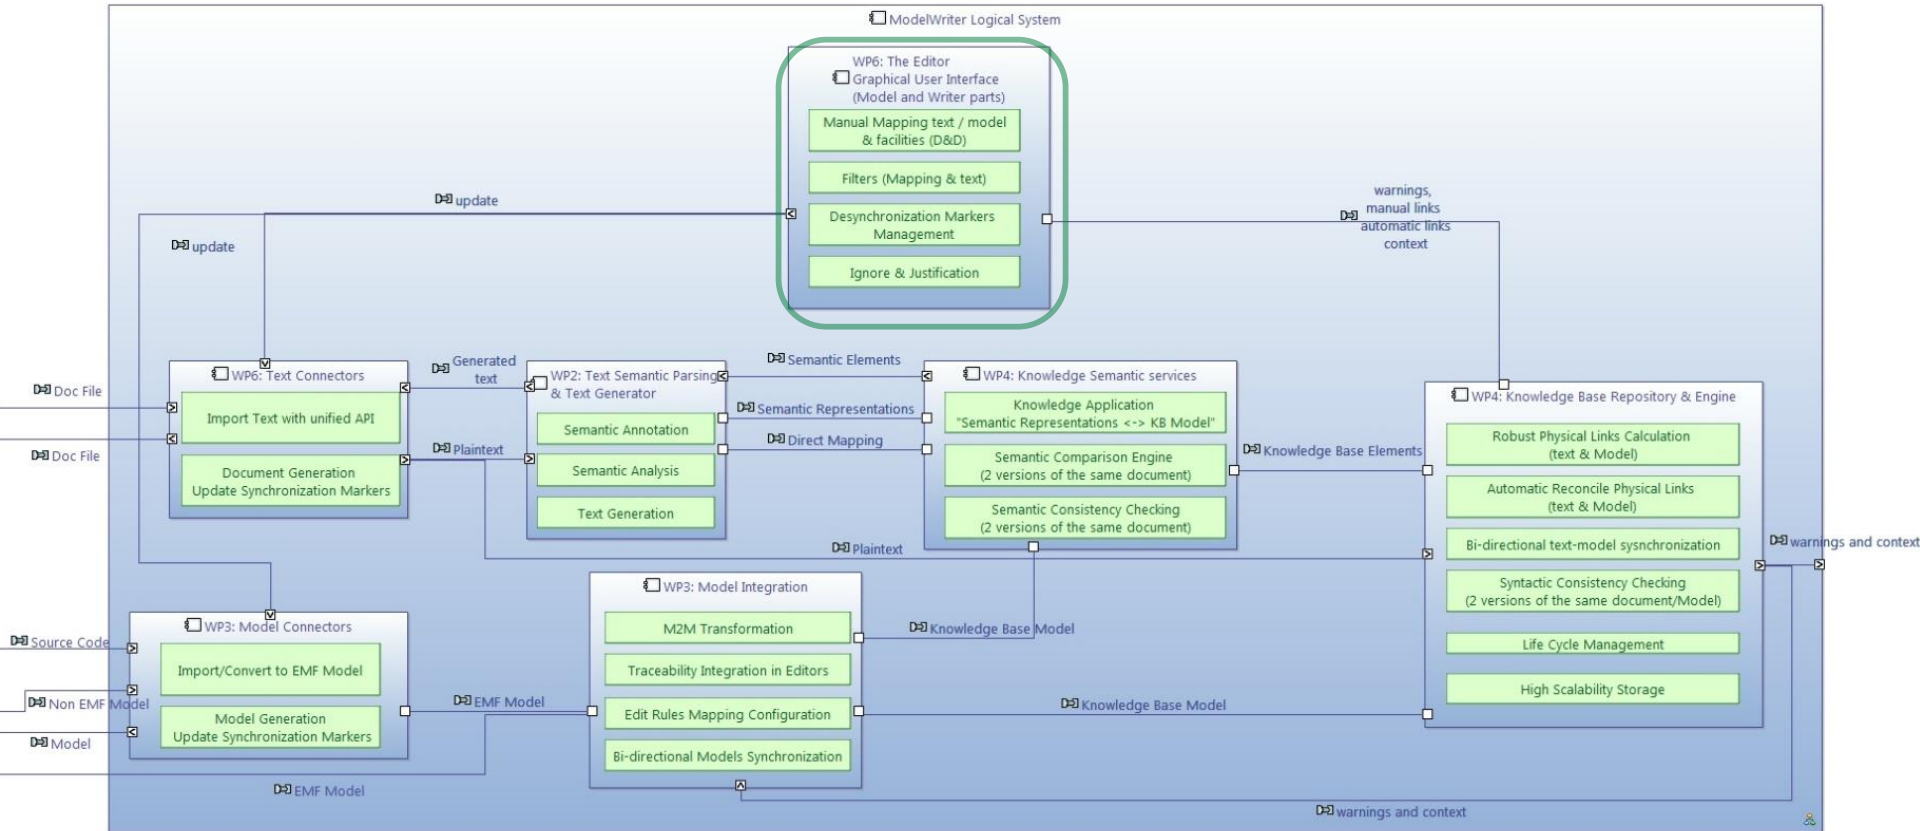 ModelWriter Logical System
WP6: The Editor
Graphical User Interface
(Model and Writer parts)
Manual Mapping text / model
& facilities (D&D)
Filters (Mapping & text)
Desynchronization Markers
Management
Ignore & Justification
update
update
warnings,
manual links
automatic links
context
Doc File
Doc File
WP6: Text Connectors
Import Text with unified API
Document Generation
Update Synchronization Markers
Generated
text
Plaintext
WP2: Text Semantic Parsing
& Text Generator
Semantic Annotation
Semantic Analysis
Text Generation
Semantic Elements
Semantic Representations
Direct Mapping
WP4: Knowledge Semantic services
Knowledge Application
"Semantic Representations <-> KB Model"
Semantic Comparison Engine
(2 versions of the same document)
Semantic Consistency Checking
(2 versions of the same document)
Knowledge Base Elements
WP4: Knowledge Base Repository & Engine
Robust Physical Links Calculation
(text & Model)
Automatic Reconcile Physical Links
(text & Model)
Bi-directional text-model sysnchronization
Syntactic Consistency Checking
(2 versions of the same document/Model)
Life Cycle Management
High Scalability Storage
warnings and context
Plaintext
Source Code
Non EMF Model
Model
WP3: Model Connectors
Import/Convert to EMF Model
Model Generation
Update Synchronization Markers
EMF Model
EMF Model
WP3: Model Integration
M2M Transformation
Traceability Integration in Editors
Edit Rules Mapping Configuration
Bi-directional Models Synchronization
Knowledge Base Model
Knowledge Base Model
warnings and context